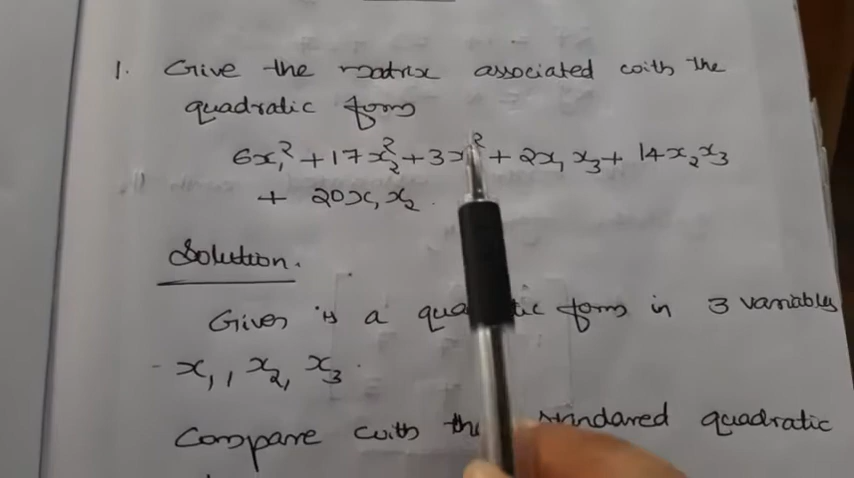 1. Give the matrix associated with the
quadratic form
6x₁² + 17x₂² + 3x² + 2x₁x₃ + 14x₂x₃
+ 20x₁x₂.
Solution.
Given is a quadratic form in 3 variables
x₁, x₂, x₃.
Compare with the standared quadratic